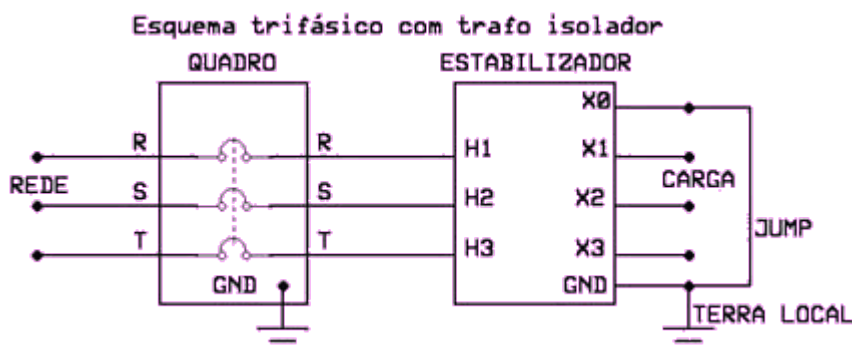 Esquema trifásico com trafo isolador
QUADRO
ESTABILIZADOR
X0
R
R
H1
X1
REDE
CARGA
S
S
H2
X2
JUMP
T
T
H3
X3
GND
GND
TERRA LOCAL